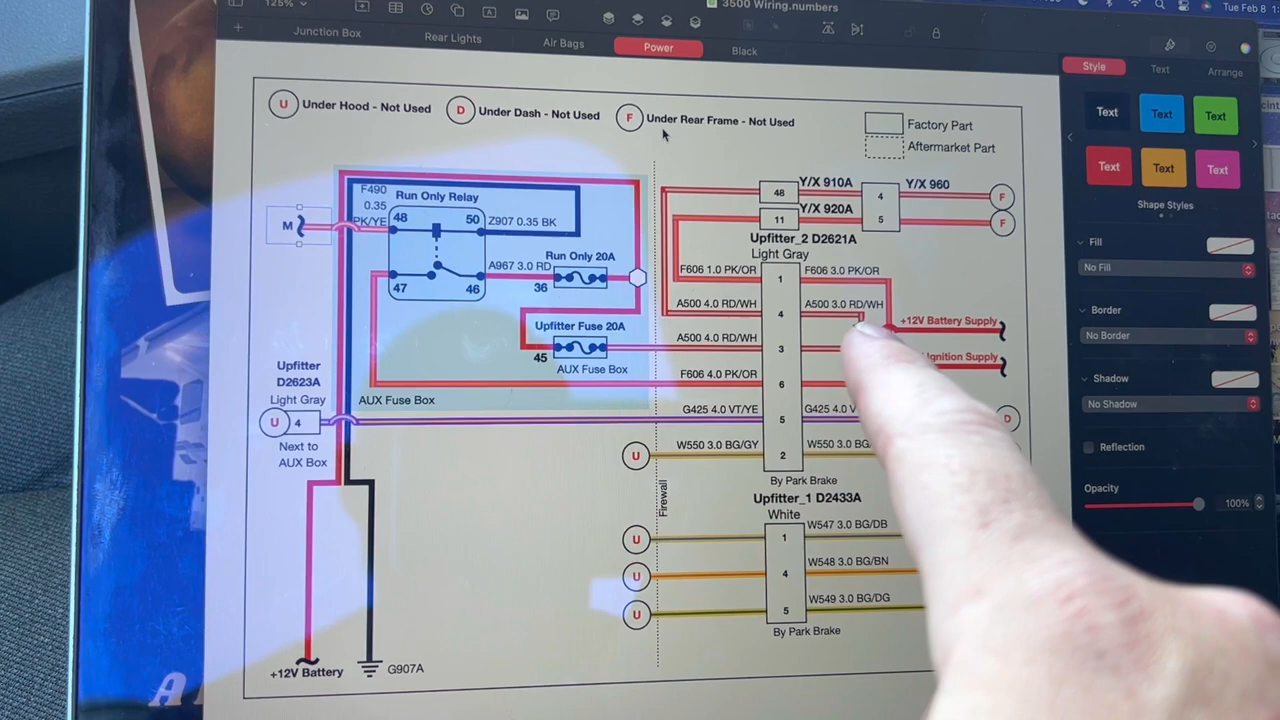 125%
3500 Wiring.numbers
Tue Feb 8
+
Junction Box
Rear Lights
Air Bags
Power
Black
Style
Text
Arrange
U
Under Hood - Not Used
D
Under Dash - Not Used
F
Under Rear Frame - Not Used
Factory Part
Aftermarket Part
Text
Text
Text
Text
Text
Text
Shape Styles
F490
0.35
PK/YE
Run Only Relay
48
50
Z907 0.35 BK
M
47
46
A967 3.0 RD
Run Only 20A
36
Upfitter Fuse 20A
45
AUX Fuse Box
AUX Fuse Box
48
Y/X 910A
4
Y/X 960
F
11
Y/X 920A
5
F
Upfitter_2 D2621A
Light Gray
F606 1.0 PK/OR
1
F606 3.0 PK/OR
A500 4.0 RD/WH
4
A500 3.0 RD/WH
+12V Battery Supply
A500 4.0 RD/WH
3
Ignition Supply
F606 4.0 PK/OR
6
G425 4.0 VT/YE
5
G425 4.0 V
D
W550 3.0 BG/GY
2
W550 3.0 BG
U
By Park Brake
Upfitter
D2623A
Light Gray
U
4
Next to
AUX Box
Firewall
Upfitter_1 D2433A
White
U
1
W547 3.0 BG/DB
U
4
W548 3.0 BG/BN
U
5
W549 3.0 BG/DG
By Park Brake
+12V Battery
G907A
Fill
No Fill
Border
No Border
Shadow
No Shadow
Reflection
Opacity
100%
A